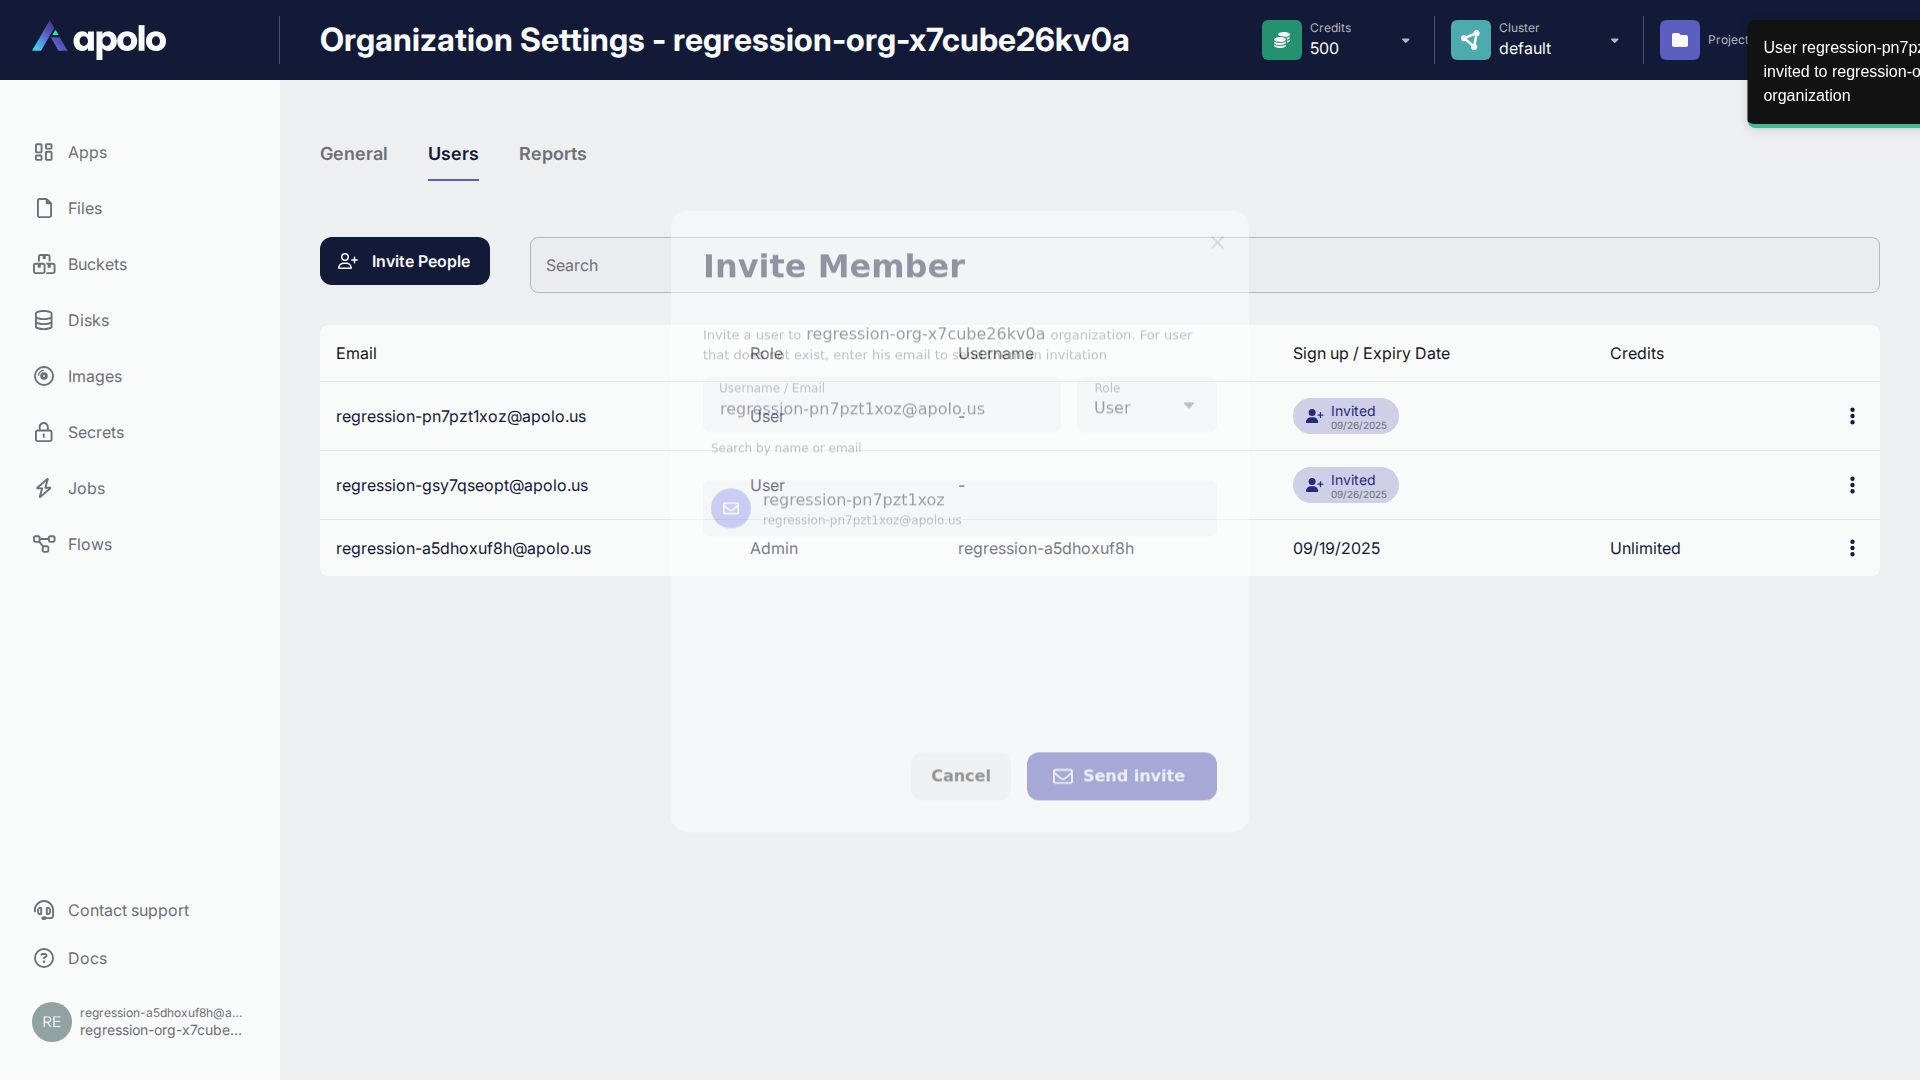 apolo
Organization Settings - regression-org-x7cube26kv0a
Credits
500
Cluster
default
Project
User regression-pn7pz
invited to regression-o
organization
Apps
Files
Buckets
Disks
Images
Secrets
Jobs
Flows
Contact support
Docs
RE
regression-a5dhoxuf8h@a...
regression-org-x7cube...
General
Users
Reports
Invite People
Search
Email
Role
Username
Sign up / Expiry Date
Credits
regression-pn7pzt1xoz@apolo.us
User
-
Invited
09/26/2025
regression-gsy7qseopt@apolo.us
User
-
Invited
09/26/2025
regression-a5dhoxuf8h@apolo.us
Admin
regression-a5dhoxuf8h
09/19/2025
Unlimited
Invite Member
Invite a user to regression-org-x7cube26kv0a organization. For user
that does not exist, enter his email to send them an invitation
Username / Email
regression-pn7pzt1xoz@apolo.us
Role
User
Search by name or email
regression-pn7pzt1xoz
regression-pn7pzt1xoz@apolo.us
Cancel
Send invite